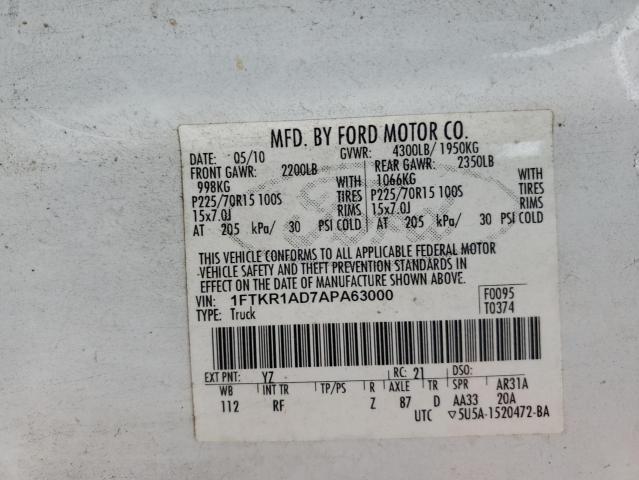 MFD. BY FORD MOTOR CO.
DATE: 05/10 GVWR: 4300LB/ 1950KG
FRONT GAWR: 2200LB REAR GAWR: 2350LB
998KG WITH 1066KG WITH
P225/70R15 100S TIRES P225/70R15 100S TIRES
15x7.0J RIMS 15x7.0J RIMS
AT 205 kPa/ 30 PSI COLD AT 205 kPa/ 30 PSI COLD
THIS VEHICLE CONFORMS TO ALL APPLICABLE FEDERAL MOTOR
VEHICLE SAFETY AND THEFT PREVENTION STANDARDS IN
EFFECT ON THE DATE OF MANUFACTURE SHOWN ABOVE.
VIN: 1FTKR1AD7APA63000 F0095
TYPE: Truck T0374
EXT PNT: YZ RC: 21 DSO:
WB INT TR TP/PS R AXLE TR SPR AR31A
112 RF Z 87 D AA33 20A
UTC ▽5U5A-1520472-BA